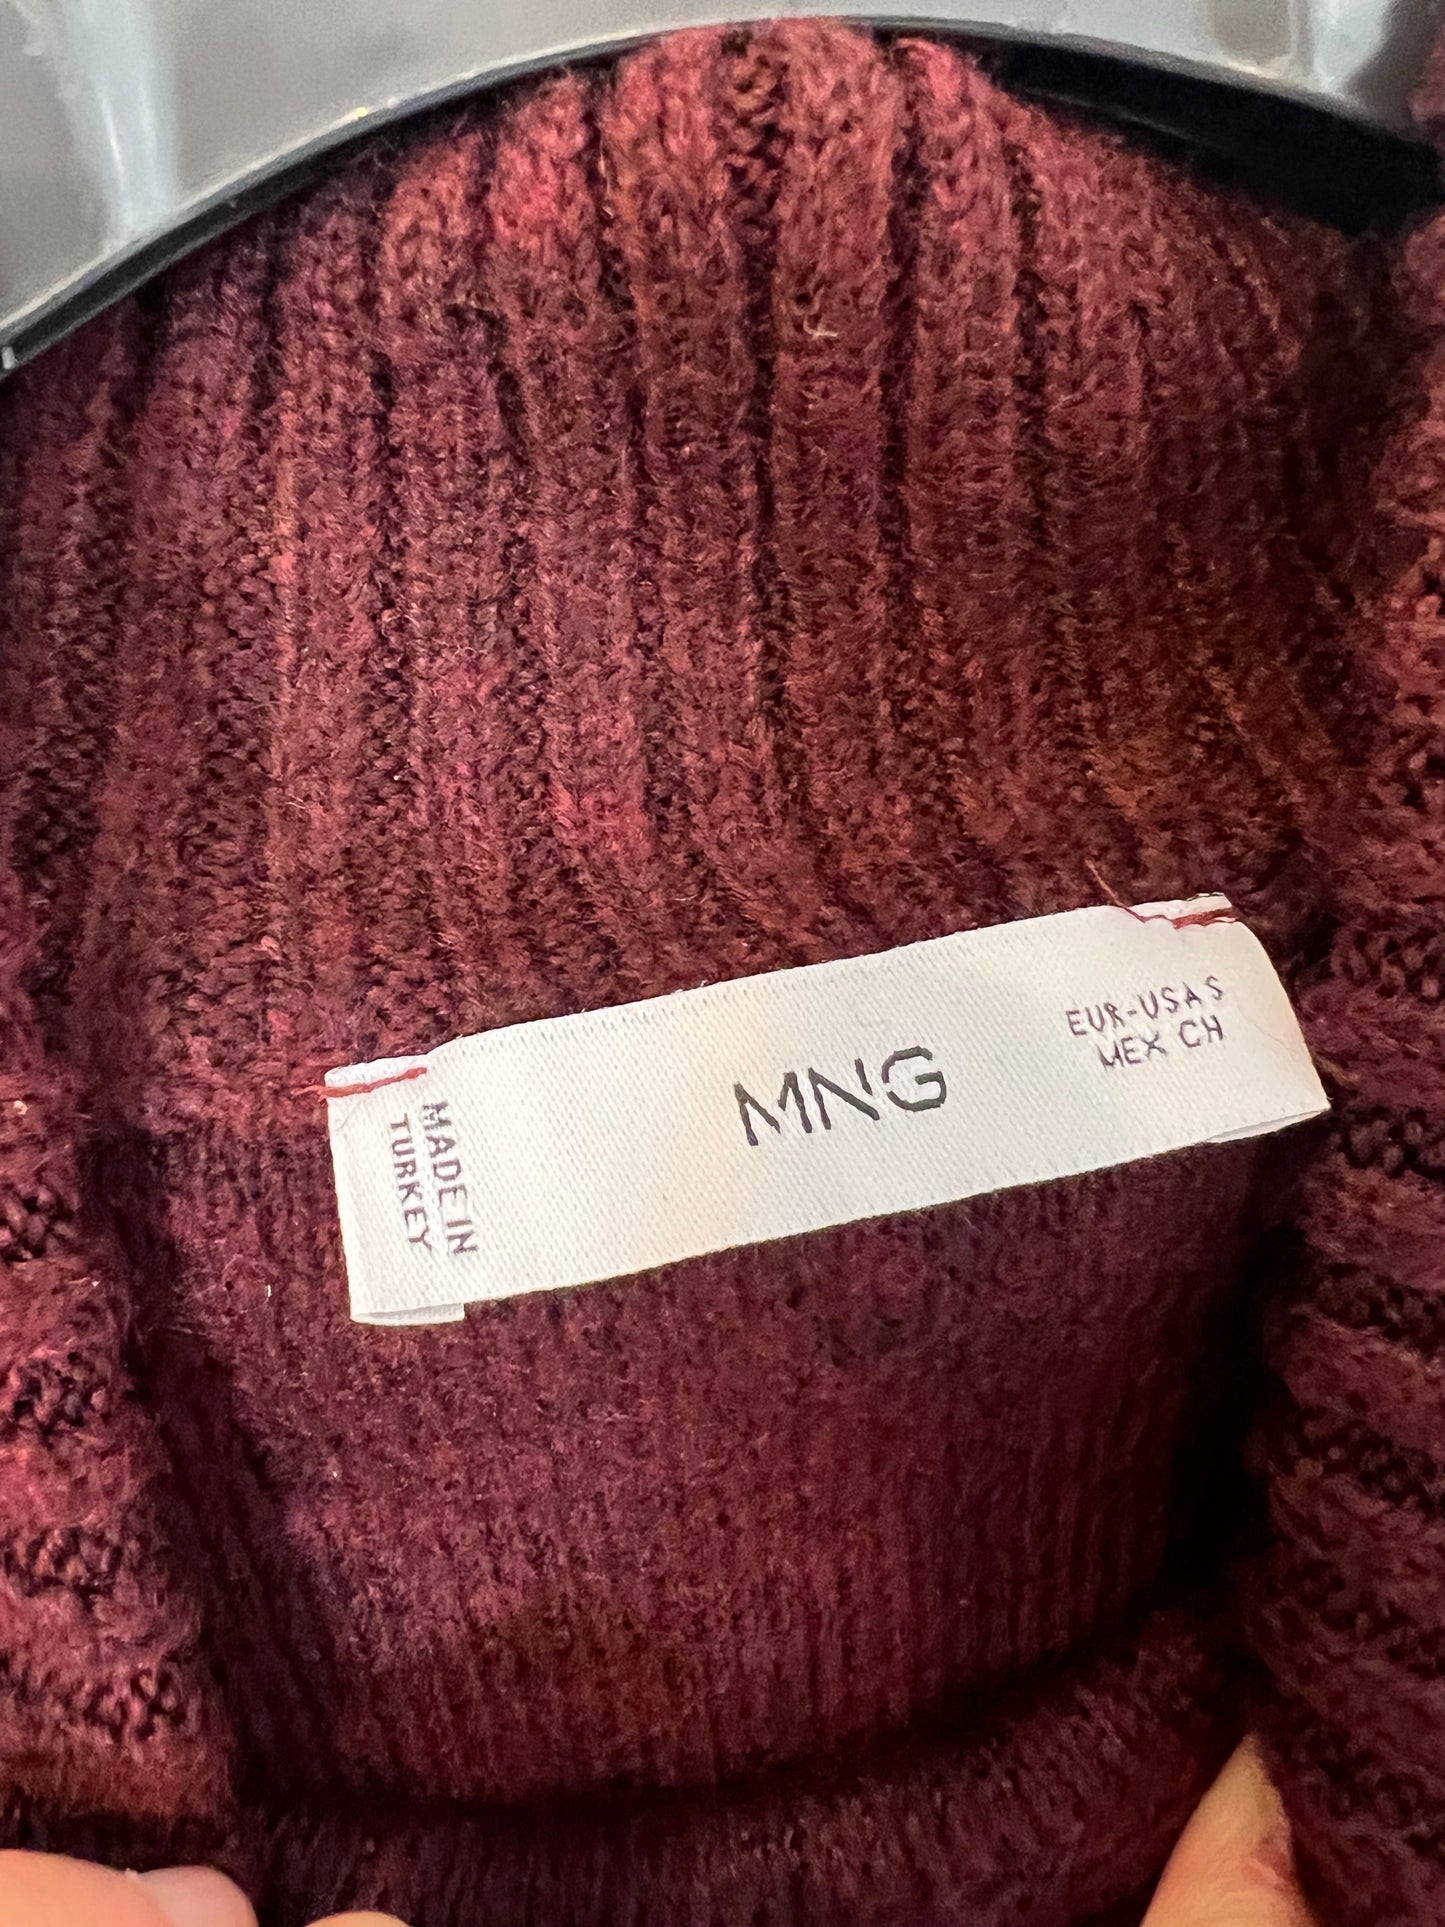 MADE IN
TURKEY
MNG
EUR-USA S
MEX CH